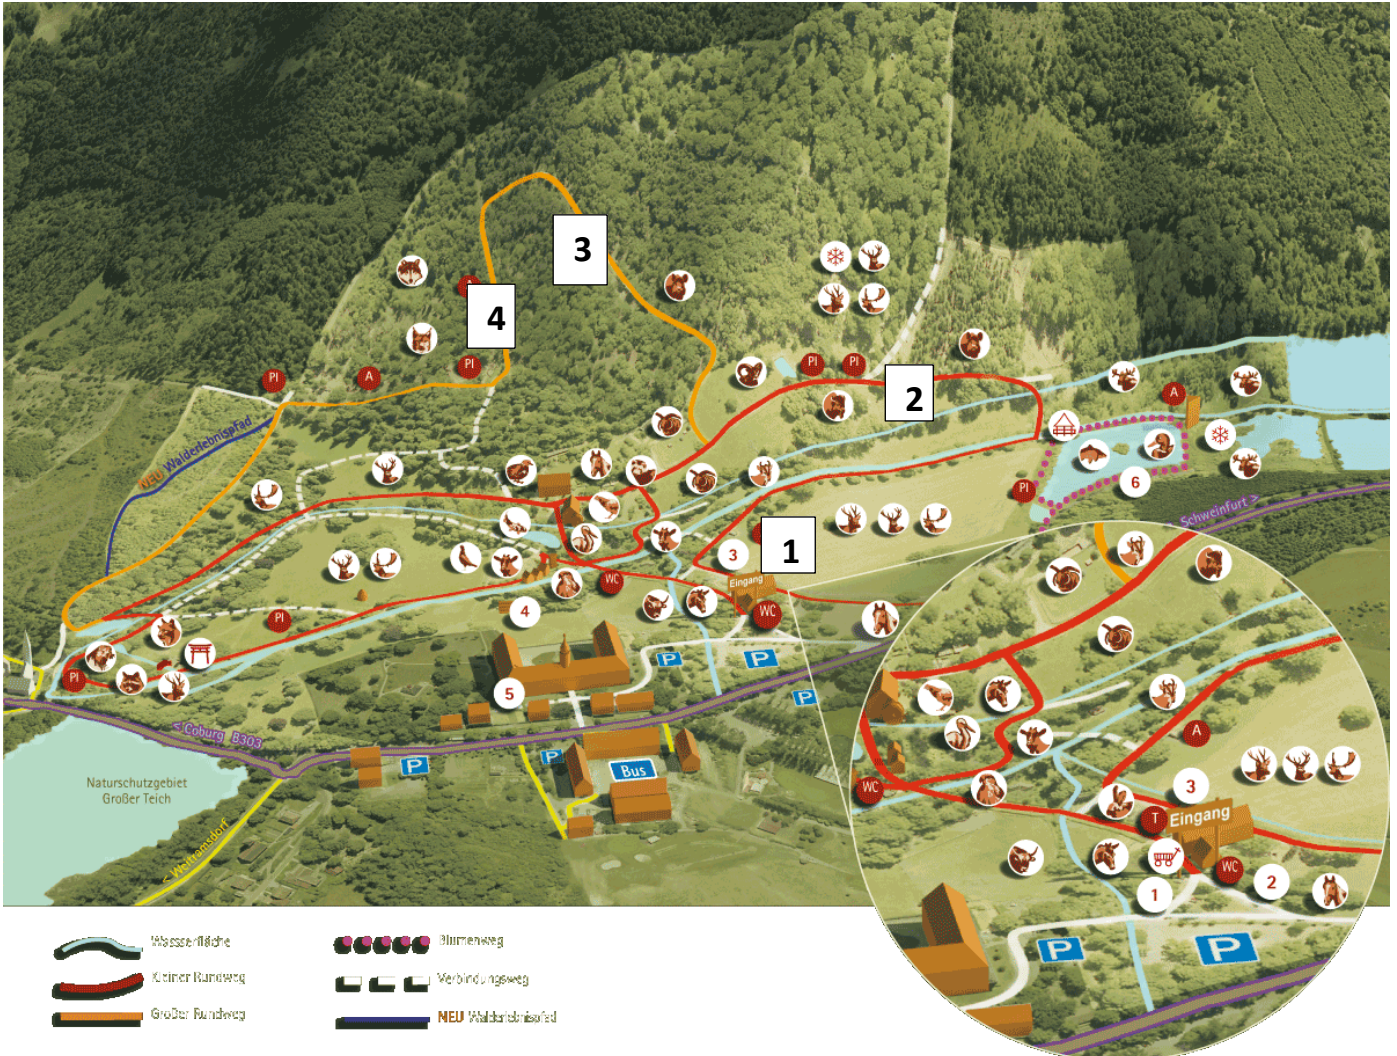 3
A
4
PI
A
PI
PI
PI
2
A
NEU Walderlebnispfad
6
PI
Schweinfurt >
1
3
Eingang
WC
WC
4
PI
PI
5
P
P
P
P
P
Bus
< Coburg B303
Naturschutzgebiet
Großer Teich
< Weitramsdorf
A
WC
3
T
Eingang
WC
1
2
P
P
Wassserfläche
Kleiner Rundweg
Großer Rundweg
Blumenweg
Verbindungsweg
NEU Walderlebnispfad